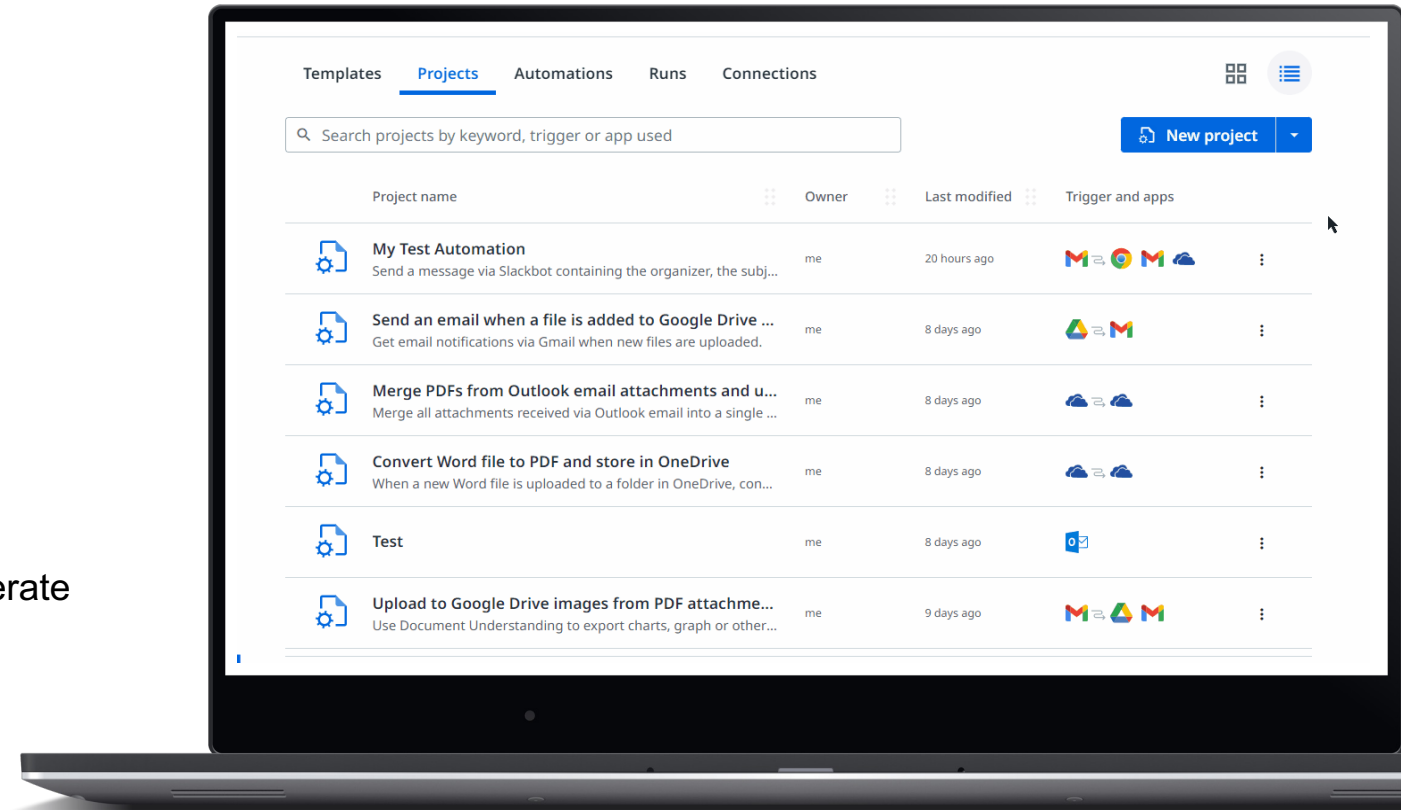 Templates Projects Automations Runs Connections
Search projects by keyword, trigger or app used
New project
Project name Owner Last modified Trigger and apps
My Test Automation
Send a message via Slackbot containing the organizer, the subj...
me 20 hours ago
Send an email when a file is added to Google Drive ...
Get email notifications via Gmail when new files are uploaded.
me 8 days ago
Merge PDFs from Outlook email attachments and u...
Merge all attachments received via Outlook email into a single ...
me 8 days ago
Convert Word file to PDF and store in OneDrive
When a new Word file is uploaded to a folder in OneDrive, con...
me 8 days ago
Test
me 8 days ago
Upload to Google Drive images from PDF attachme...
Use Document Understanding to export charts, graph or other...
me 9 days ago
erate